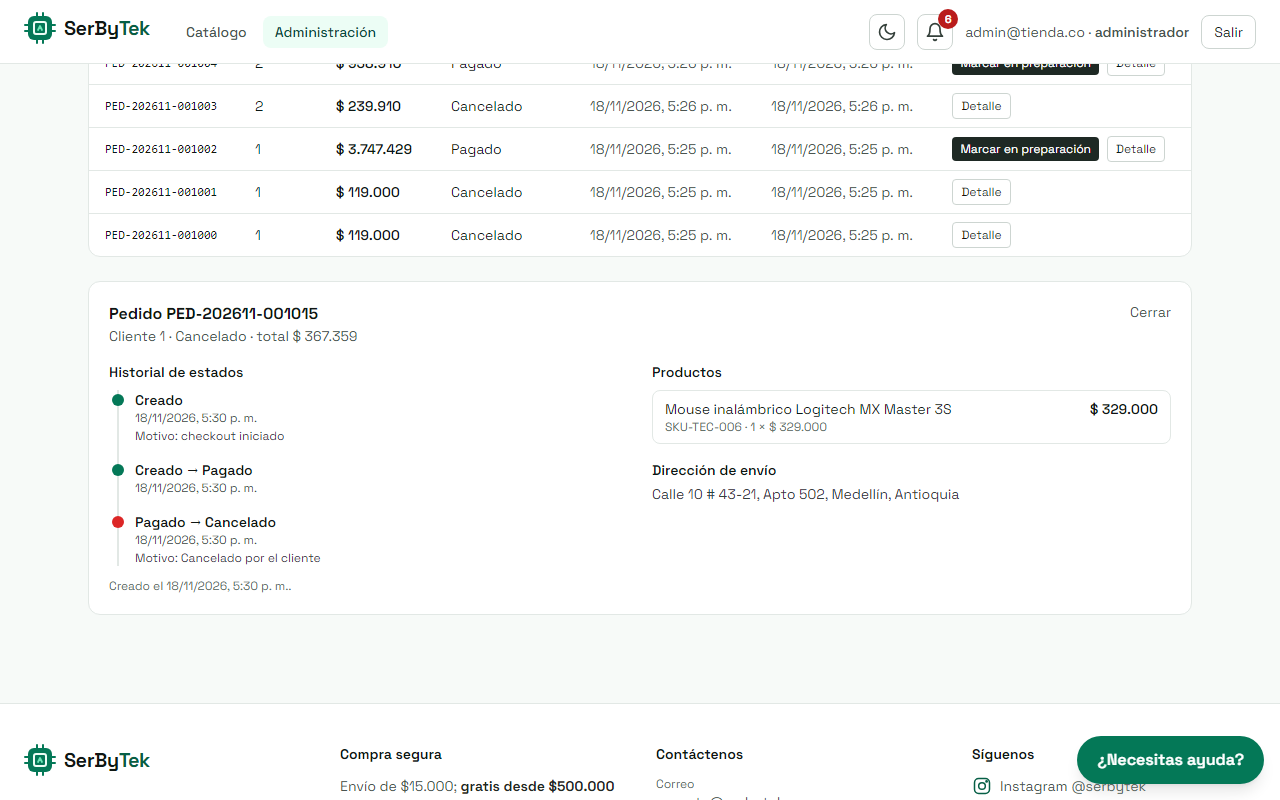 SerByTek
Catálogo
Administración
6
admin@tienda.co · administrador
Salir
Pagado
Marcar en preparación
Detalle
PED-202611-001003 2 $ 239.910 Cancelado 18/11/2026, 5:26 p. m. 18/11/2026, 5:26 p. m. Detalle
PED-202611-001002 1 $ 3.747.429 Pagado 18/11/2026, 5:25 p. m. 18/11/2026, 5:25 p. m. Marcar en preparación Detalle
PED-202611-001001 1 $ 119.000 Cancelado 18/11/2026, 5:25 p. m. 18/11/2026, 5:25 p. m. Detalle
PED-202611-001000 1 $ 119.000 Cancelado 18/11/2026, 5:25 p. m. 18/11/2026, 5:25 p. m. Detalle
Pedido PED-202611-001015
Cerrar
Cliente 1 · Cancelado · total $ 367.359
Historial de estados
Creado
18/11/2026, 5:30 p. m.
Motivo: checkout iniciado
Creado → Pagado
18/11/2026, 5:30 p. m.
Pagado → Cancelado
18/11/2026, 5:30 p. m.
Motivo: Cancelado por el cliente
Creado el 18/11/2026, 5:30 p. m..
Productos
Mouse inalámbrico Logitech MX Master 3S $ 329.000
SKU-TEC-006 · 1 × $ 329.000
Dirección de envío
Calle 10 # 43-21, Apto 502, Medellín, Antioquia
SerByTek
Compra segura
Envío de $15.000; gratis desde $500.000
Contáctenos
Correo
Síguenos
Instagram @serbytek
¿Necesitas ayuda?